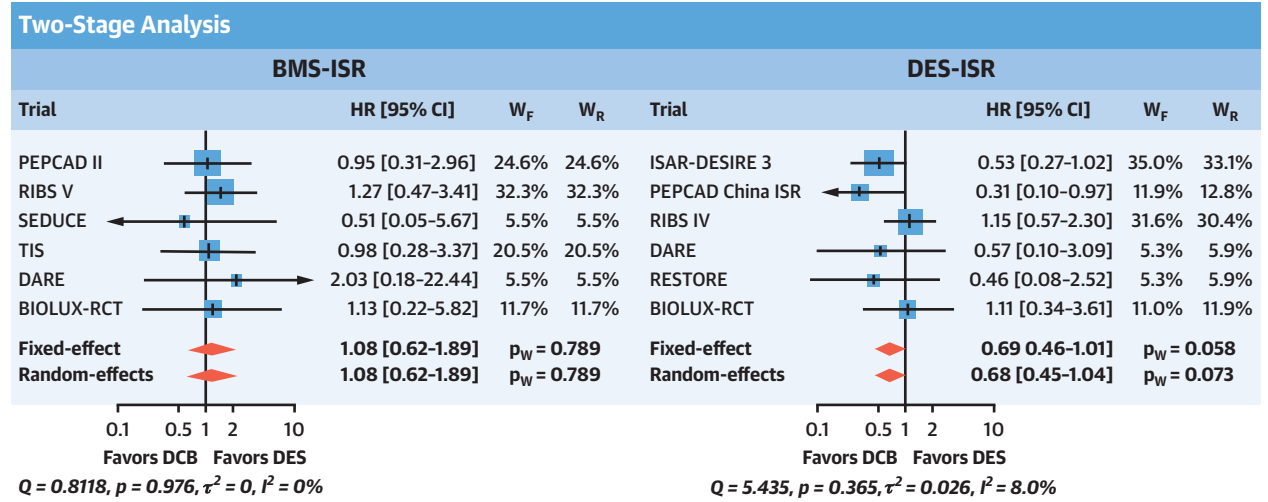 Two-Stage Analysis
BMS-ISR
Trial HR [95% CI] W_F W_R
PEPCAD II 0.95 [0.31–2.96] 24.6% 24.6%
RIBS V 1.27 [0.47–3.41] 32.3% 32.3%
SEDUCE 0.51 [0.05–5.67] 5.5% 5.5%
TIS 0.98 [0.28–3.37] 20.5% 20.5%
DARE 2.03 [0.18–22.44] 5.5% 5.5%
BIOLUX-RCT 1.13 [0.22–5.82] 11.7% 11.7%
Fixed-effect 1.08 [0.62–1.89] p_W = 0.789
Random-effects 1.08 [0.62–1.89] p_W = 0.789
0.1 0.5 1 2 10
Favors DCB Favors DES
Q = 0.8118, p = 0.976, τ² = 0, I² = 0%
DES-ISR
Trial HR [95% CI] W_F W_R
ISAR-DESIRE 3 0.53 [0.27–1.02] 35.0% 33.1%
PEPCAD China ISR 0.31 [0.10–0.97] 11.9% 12.8%
RIBS IV 1.15 [0.57–2.30] 31.6% 30.4%
DARE 0.57 [0.10–3.09] 5.3% 5.9%
RESTORE 0.46 [0.08–2.52] 5.3% 5.9%
BIOLUX-RCT 1.11 [0.34–3.61] 11.0% 11.9%
Fixed-effect 0.69 0.46–1.01] p_W = 0.058
Random-effects 0.68 [0.45–1.04] p_W = 0.073
0.1 0.5 1 2 10
Favors DCB Favors DES
Q = 5.435, p = 0.365, τ² = 0.026, I² = 8.0%